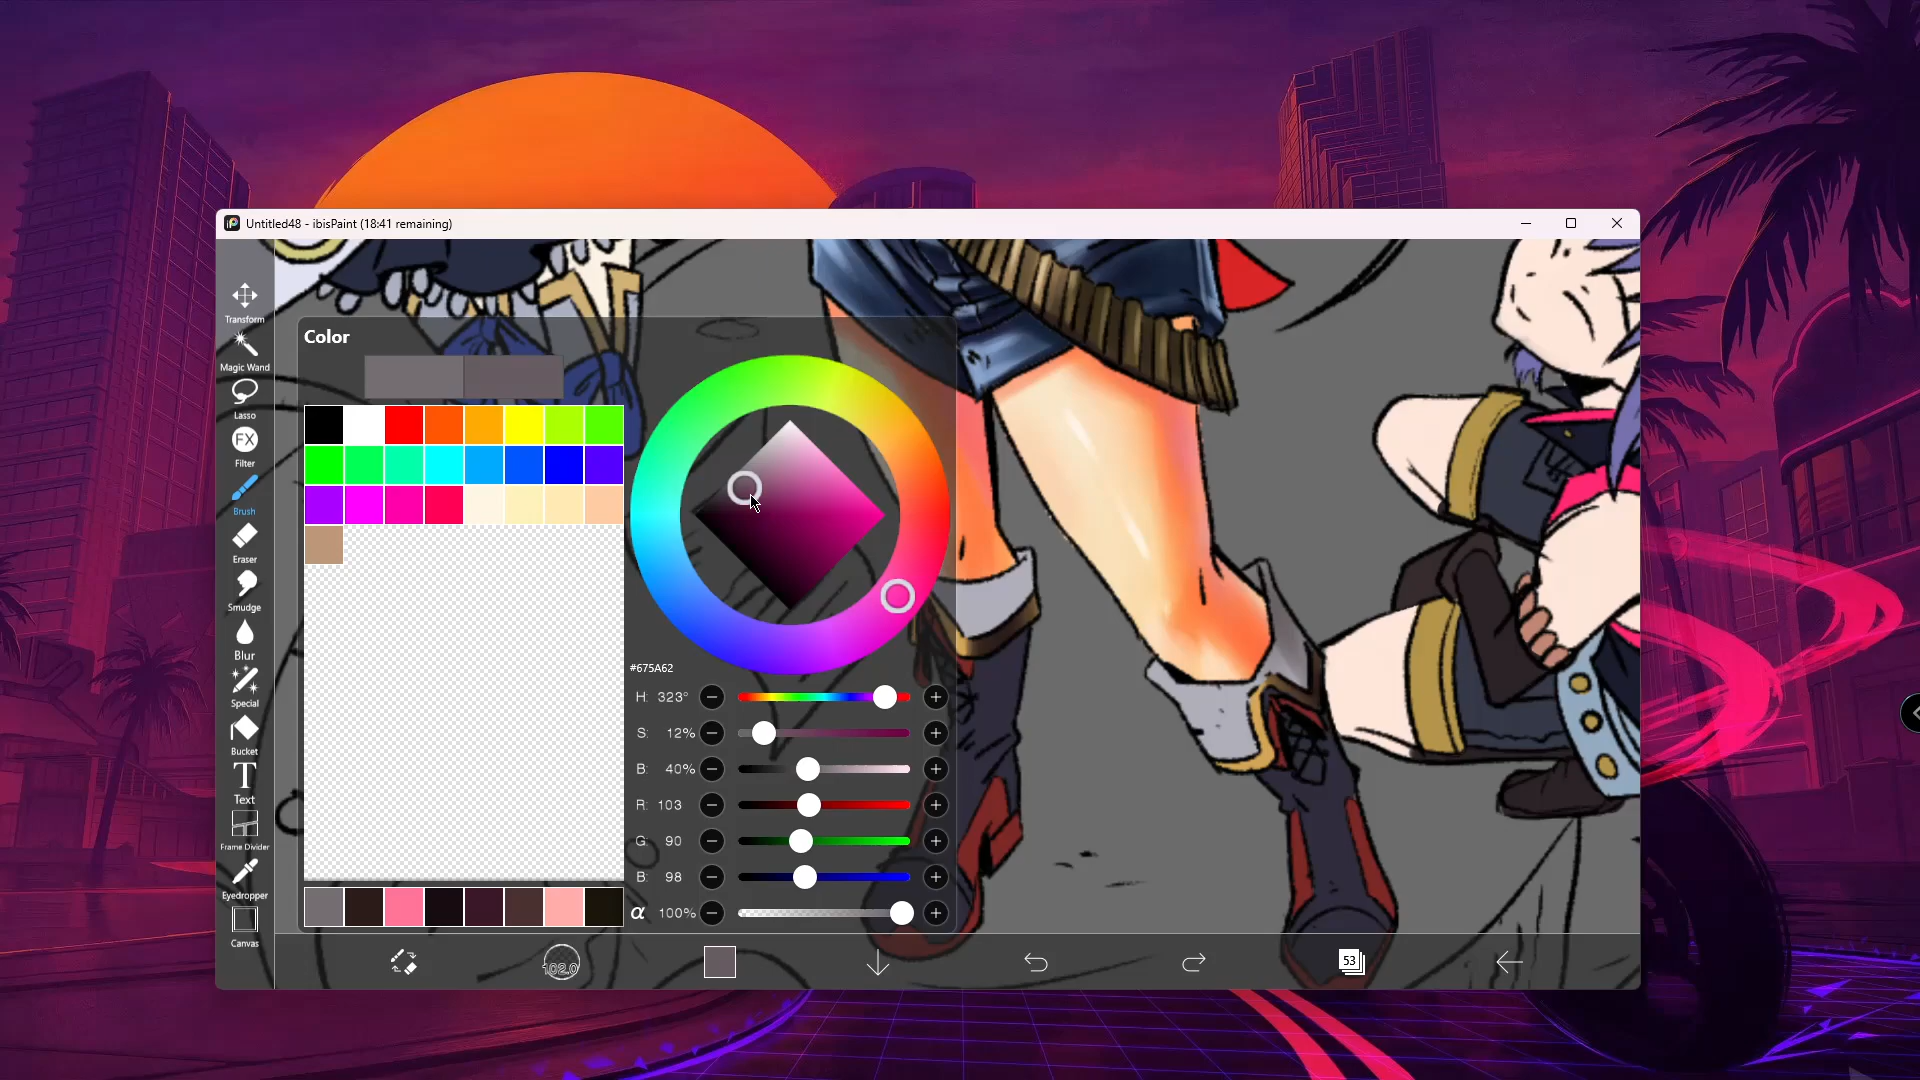 Untitled48 - ibisPaint (18:41 remaining)
Transform
Magic Wand
Lasso
FX
Filter
Brush
Eraser
Smudge
Blur
Special
Bucket
T
Text
Frame Divider
Eyedropper
Canvas
Color
#675A62
H: 323°
S: 12%
B: 40%
R: 103
G: 90
B: 98
α 100%
102.0
53